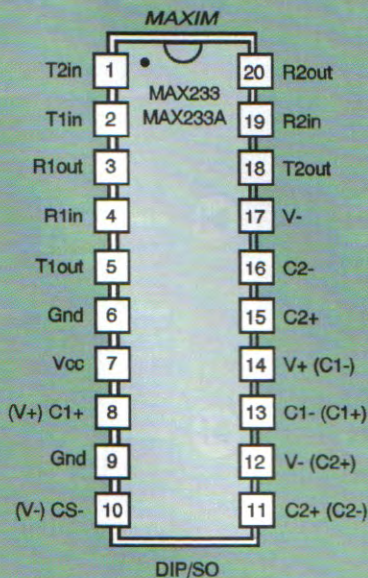 MAXIM
T2in 1 20 R2out
MAX233
MAX233A
T1in 2 19 R2in
R1out 3 18 T2out
R1in 4 17 V-
T1out 5 16 C2-
Gnd 6 15 C2+
Vcc 7 14 V+ (C1-)
(V+) C1+ 8 13 C1- (C1+)
Gnd 9 12 V- (C2+)
(V-) CS- 10 11 C2+ (C2-)
DIP/SO